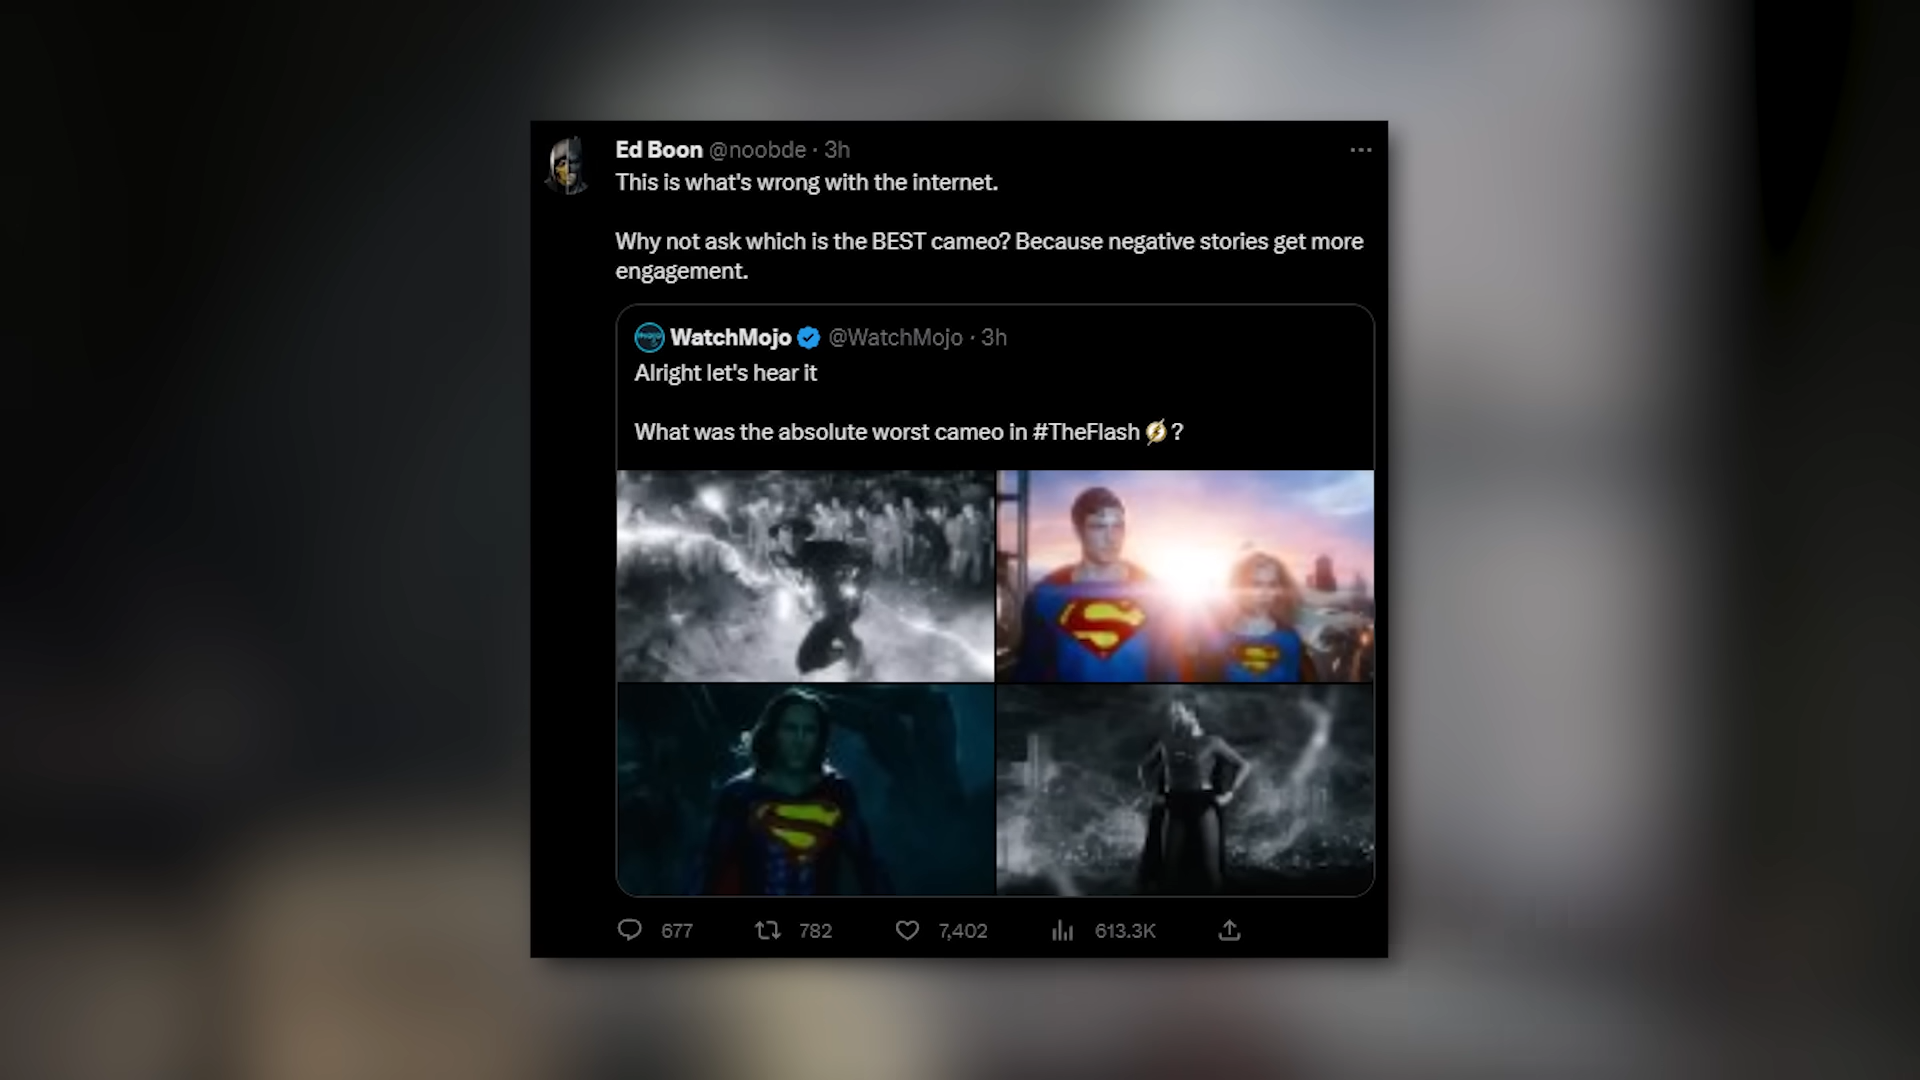 Ed Boon @noobde · 3h
This is what's wrong with the internet.
Why not ask which is the BEST cameo? Because negative stories get more
engagement.
WatchMojo @WatchMojo · 3h
Alright let's hear it
What was the absolute worst cameo in #TheFlash ⚡?
677 782 7,402 613.3K